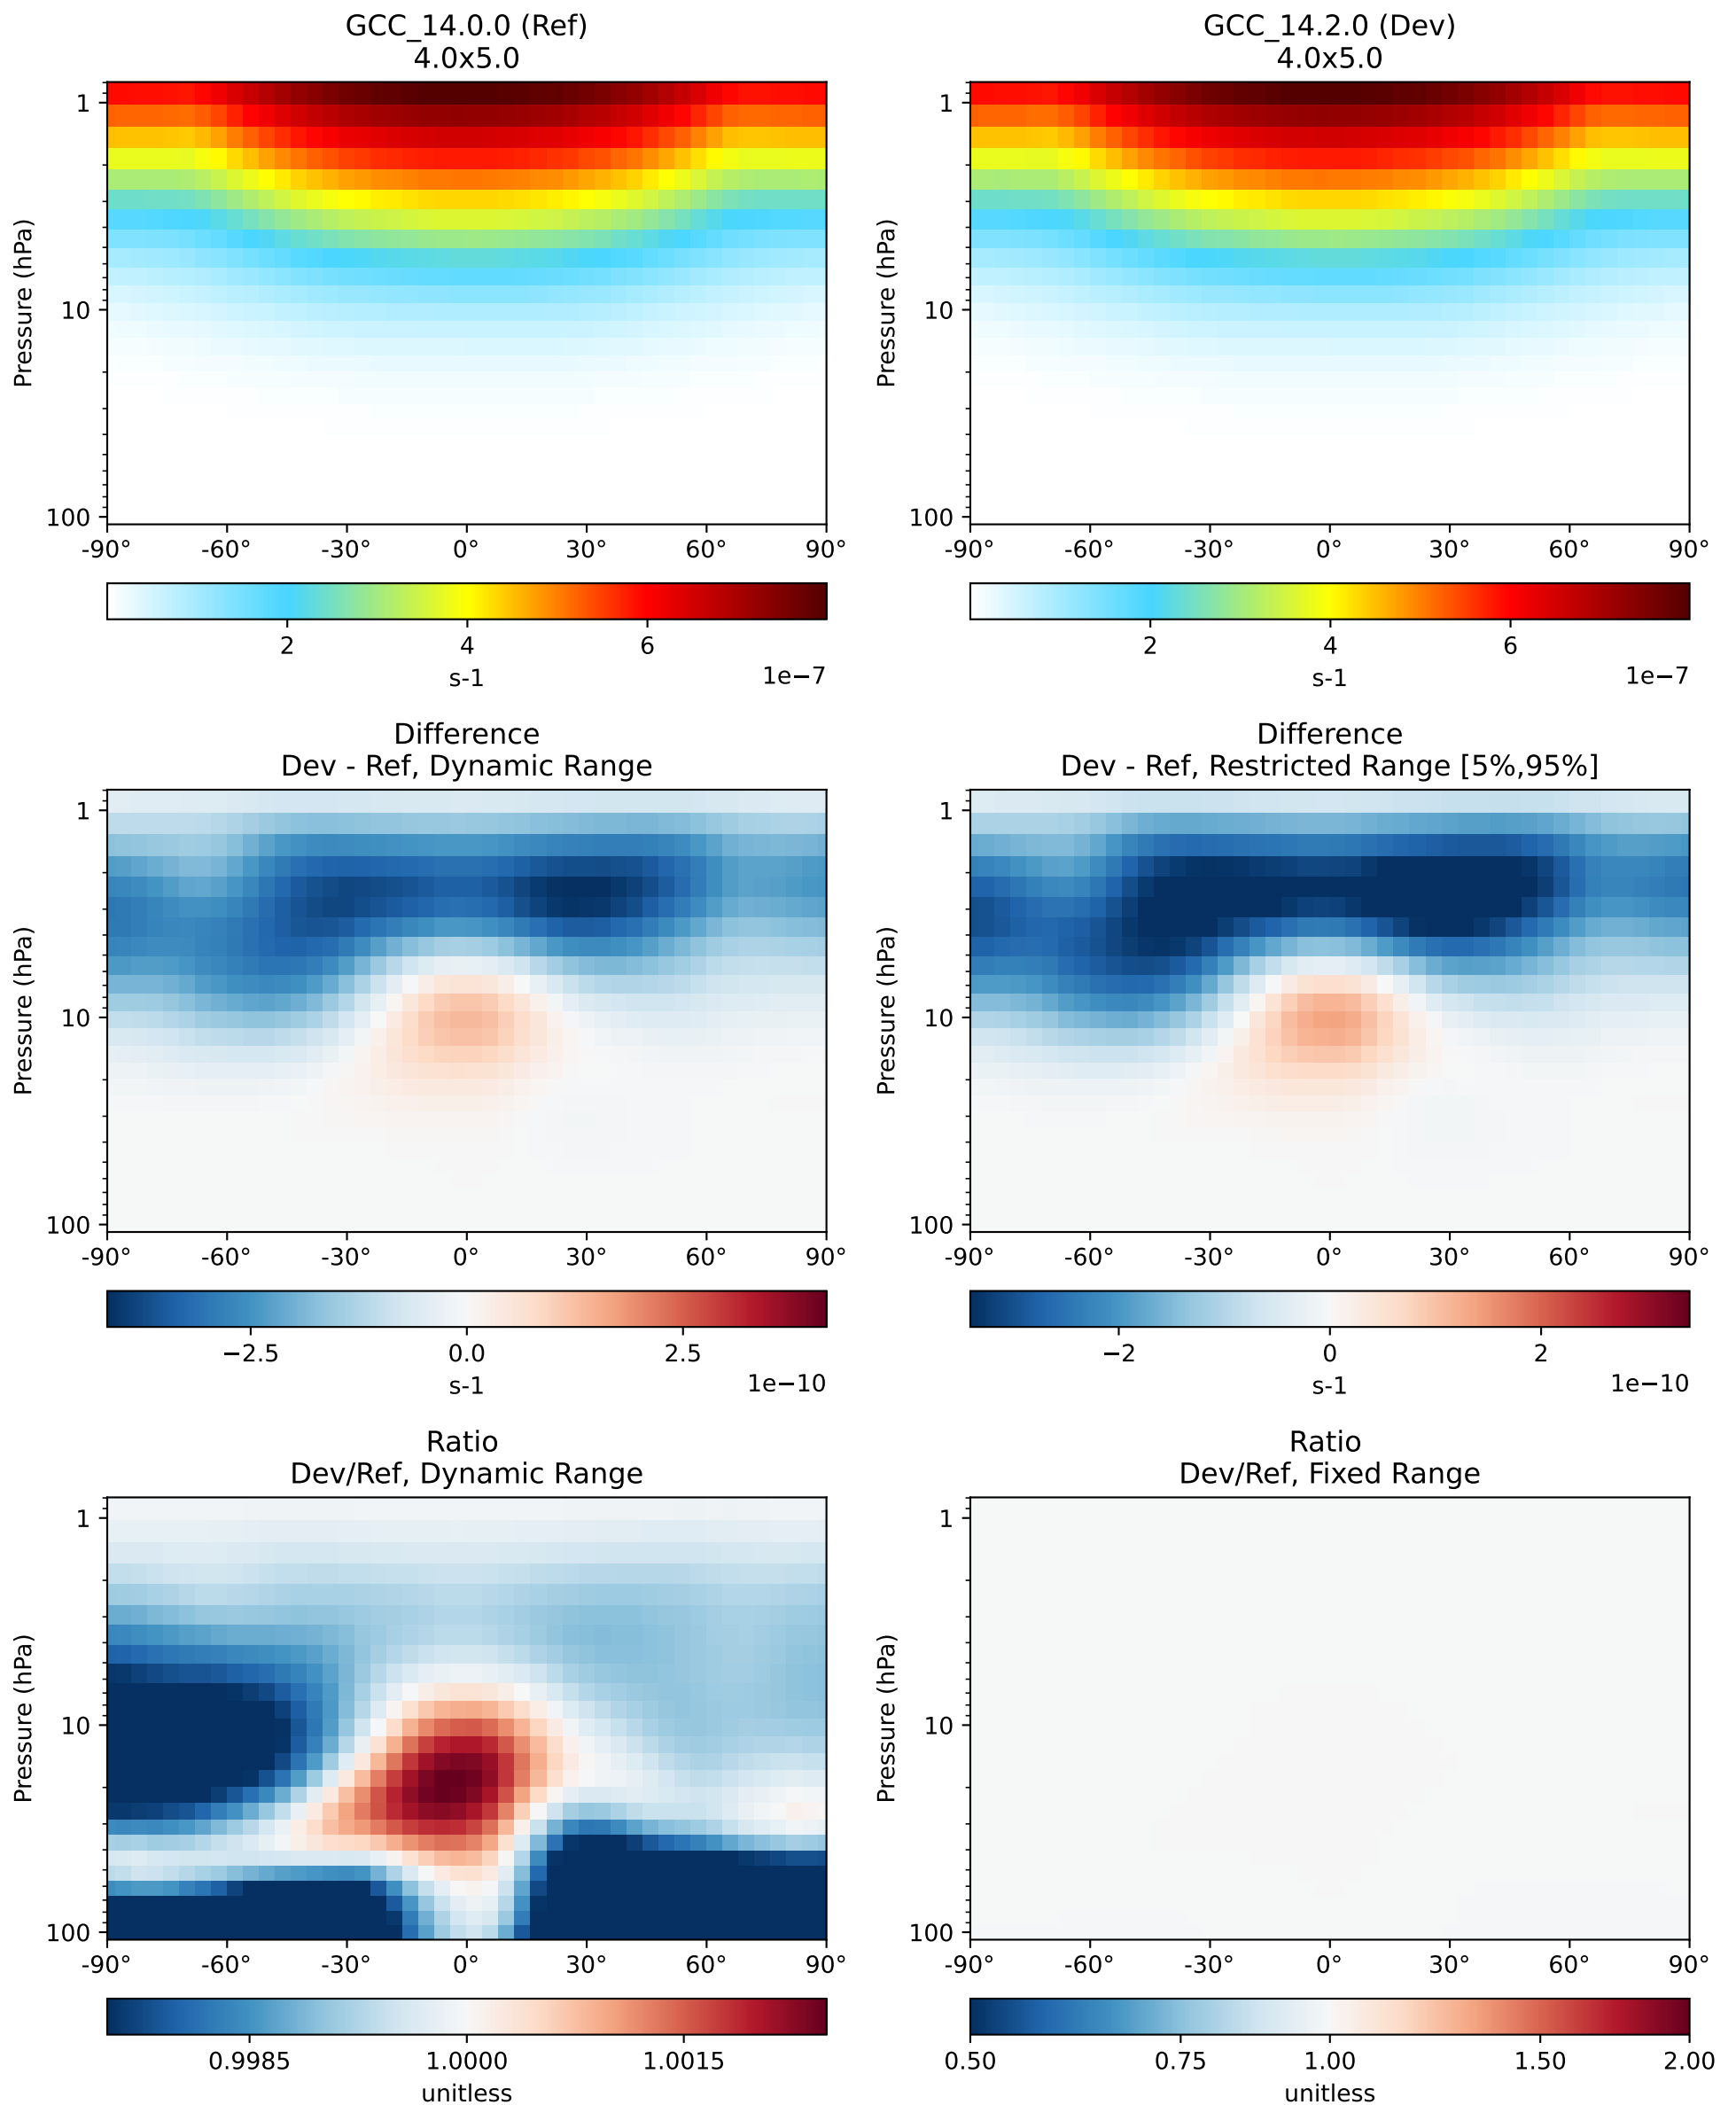 GCC_14.0.0 (Ref)
4.0x5.0
Pressure (hPa)
1
10
100
-90° -60° -30° 0° 30° 60° 90°
2 4 6
s-1
1e−7
GCC_14.2.0 (Dev)
4.0x5.0
Pressure (hPa)
1
10
100
-90° -60° -30° 0° 30° 60° 90°
2 4 6
s-1
1e−7
Difference
Dev - Ref, Dynamic Range
Pressure (hPa)
1
10
100
-90° -60° -30° 0° 30° 60° 90°
−2.5 0.0 2.5
s-1
1e−10
Difference
Dev - Ref, Restricted Range [5%,95%]
Pressure (hPa)
1
10
100
-90° -60° -30° 0° 30° 60° 90°
−2 0 2
s-1
1e−10
Ratio
Dev/Ref, Dynamic Range
Pressure (hPa)
1
10
100
-90° -60° -30° 0° 30° 60° 90°
0.9985 1.0000 1.0015
unitless
Ratio
Dev/Ref, Fixed Range
Pressure (hPa)
1
10
100
-90° -60° -30° 0° 30° 60° 90°
0.50 0.75 1.00 1.50 2.00
unitless